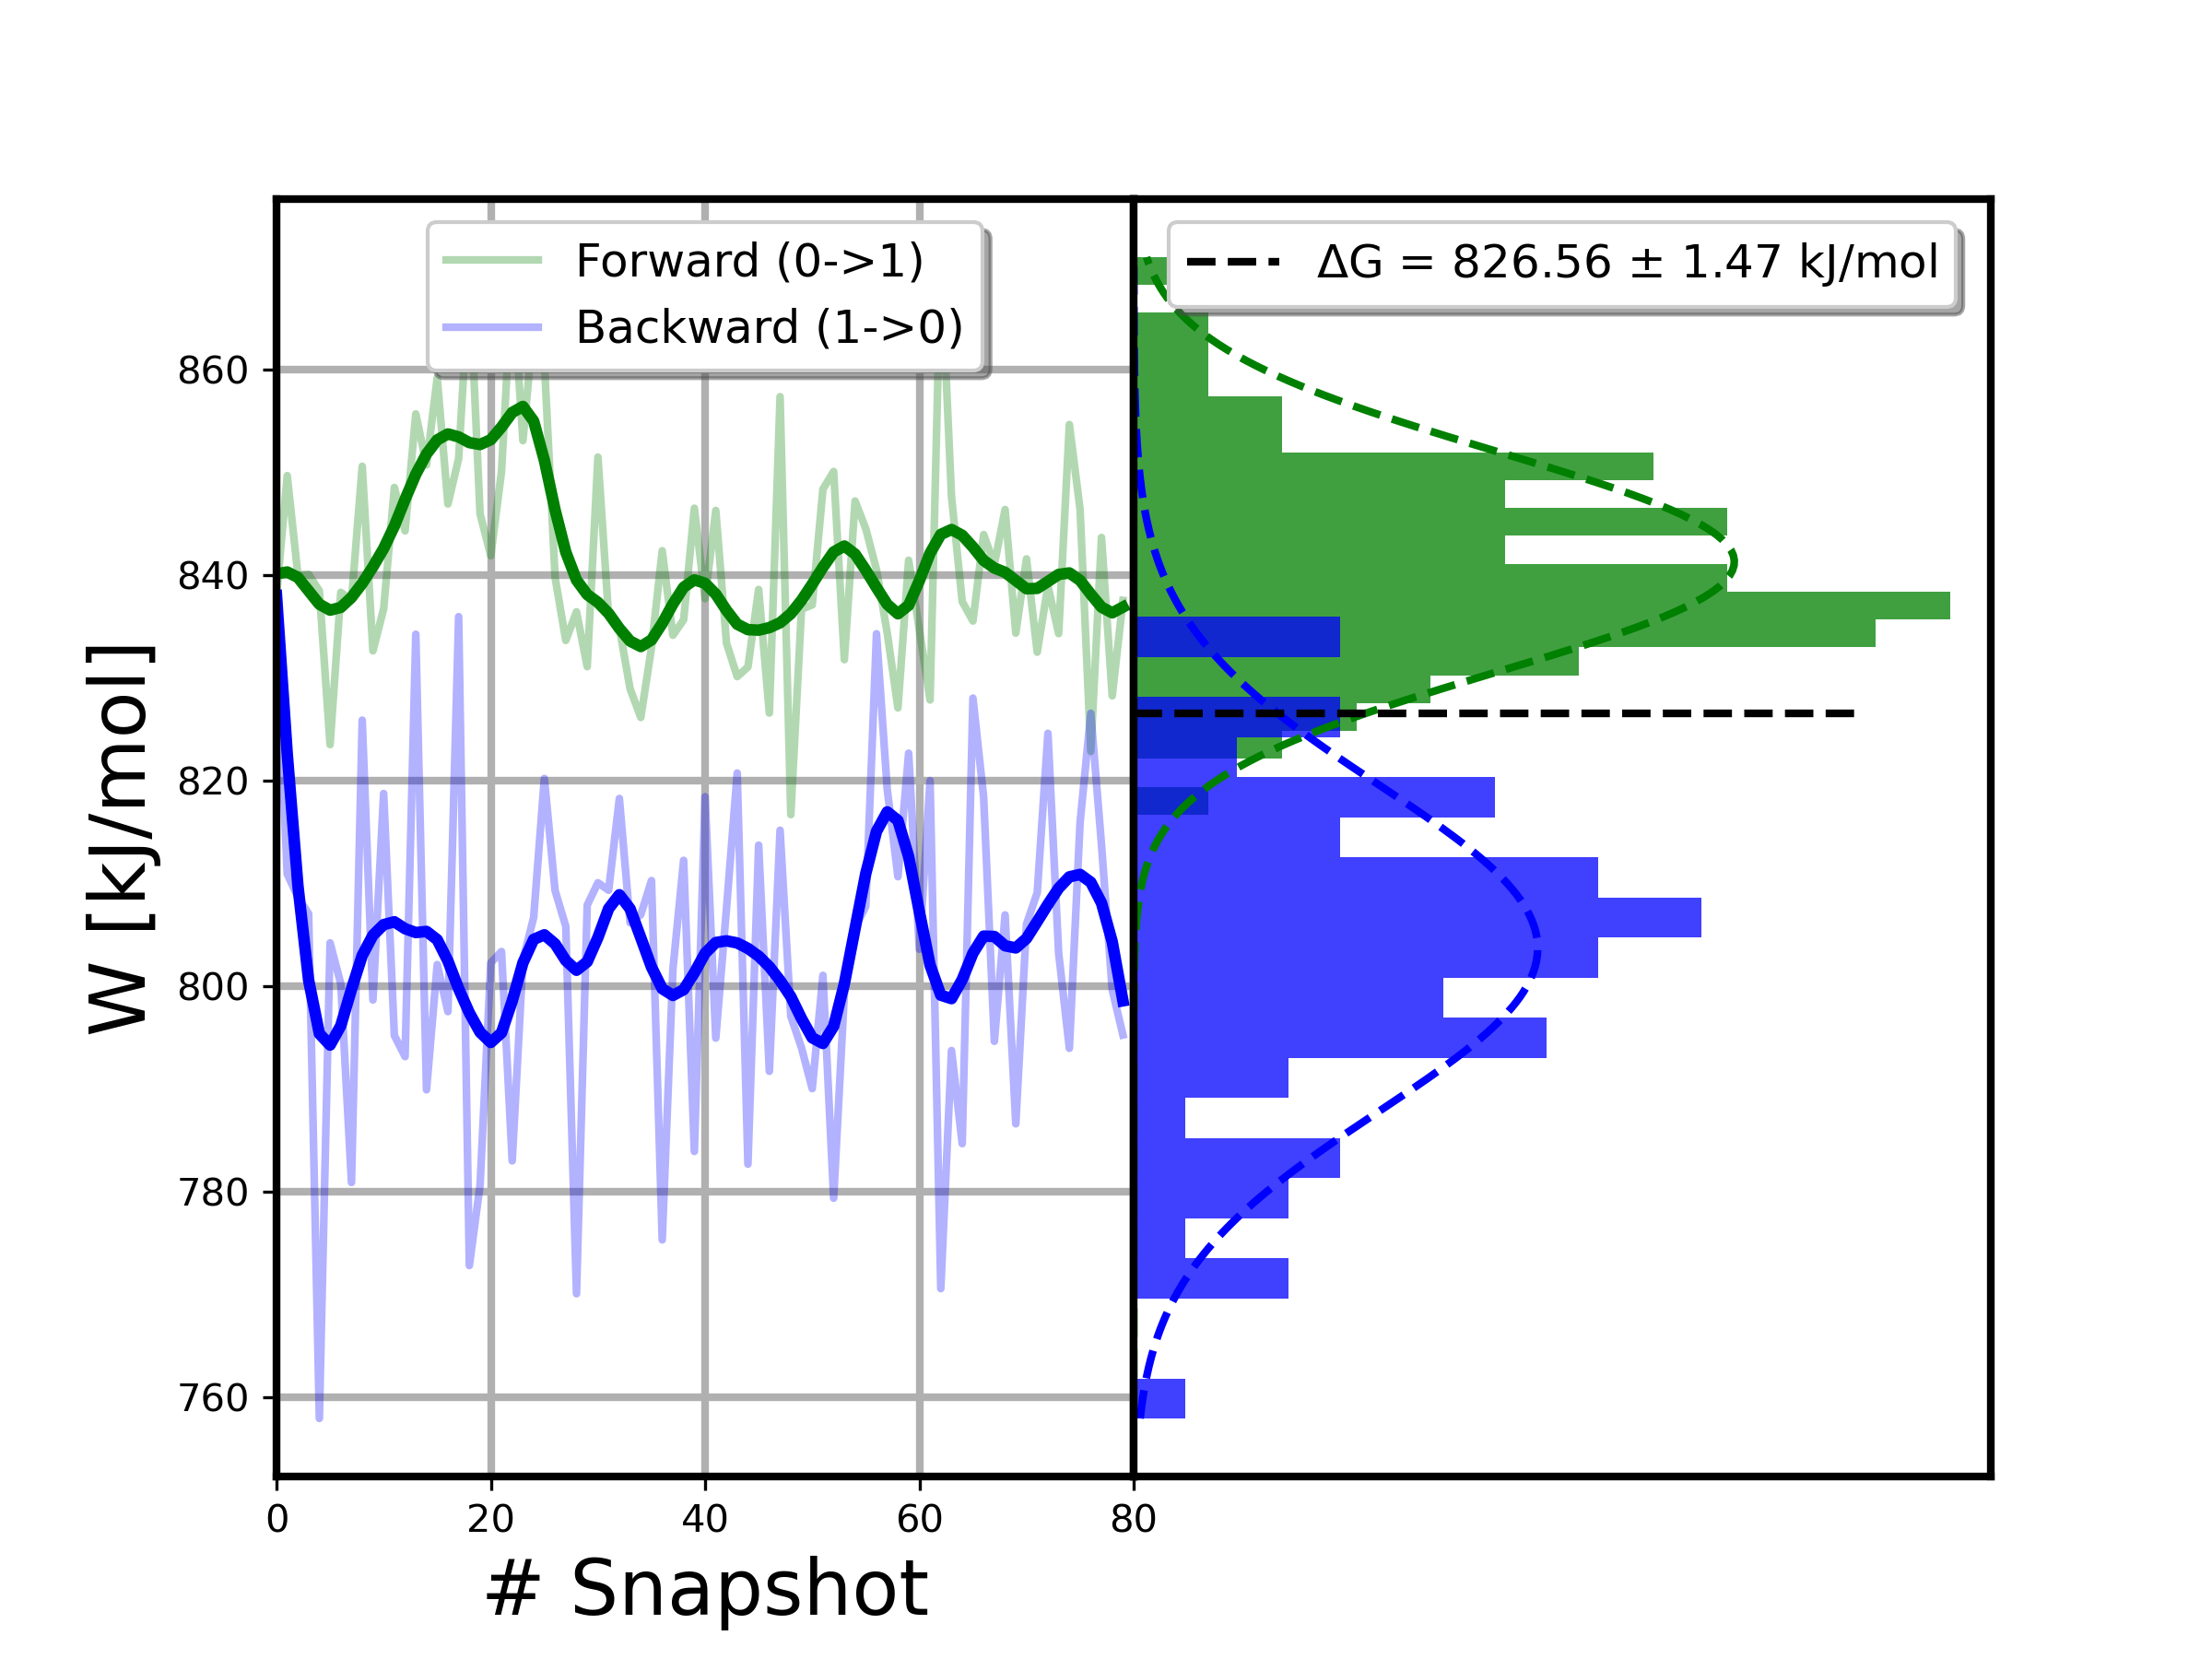 Forward (0->1)
Backward (1->0)
ΔG = 826.56 ± 1.47 kJ/mol
W [kJ/mol]
860
840
820
800
780
760
0 20 40 60 80
# Snapshot